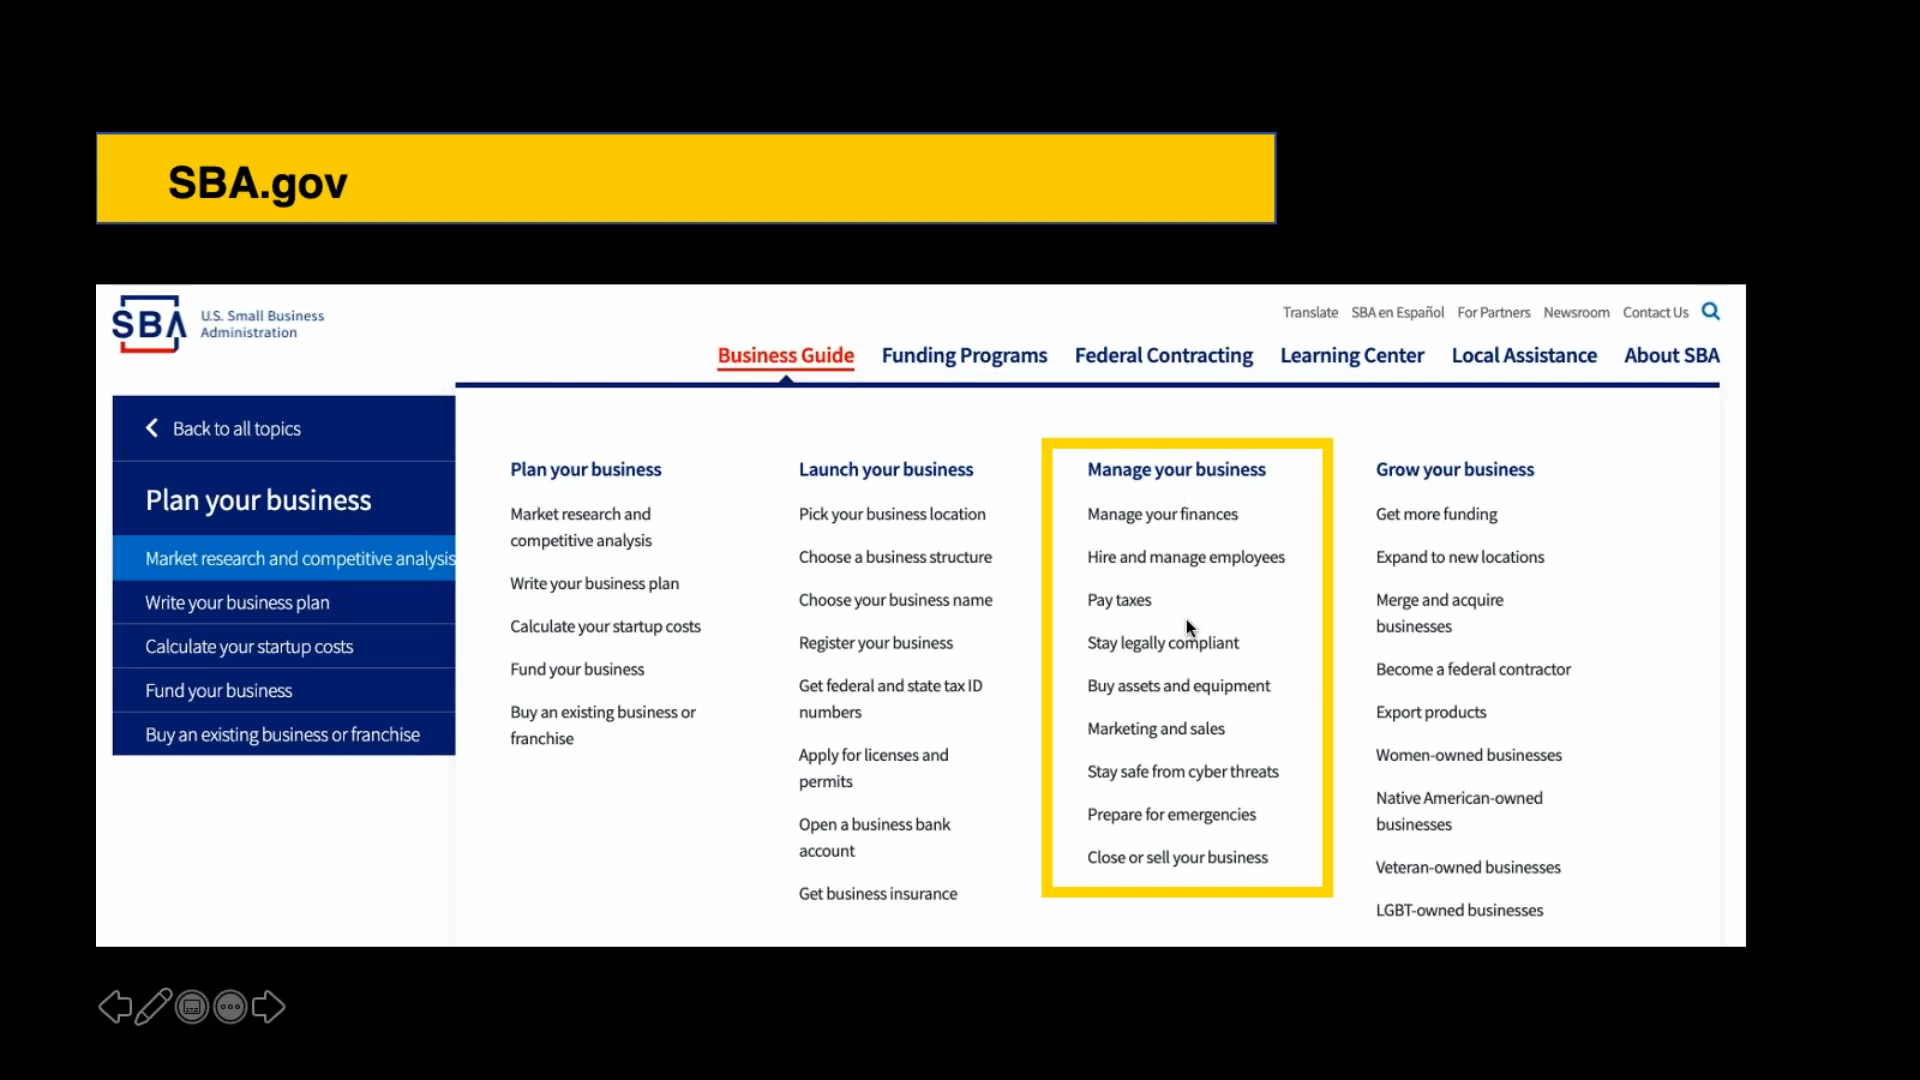 SBA.gov
SBA
U.S. Small Business
Administration
Translate SBA en Español For Partners Newsroom Contact Us
Business Guide Funding Programs Federal Contracting Learning Center Local Assistance About SBA
Back to all topics
Plan your business
Market research and competitive analysis
Write your business plan
Calculate your startup costs
Fund your business
Buy an existing business or franchise
Plan your business
Market research and
competitive analysis
Write your business plan
Calculate your startup costs
Fund your business
Buy an existing business or
franchise
Launch your business
Pick your business location
Choose a business structure
Choose your business name
Register your business
Get federal and state tax ID
numbers
Apply for licenses and
permits
Open a business bank
account
Get business insurance
Manage your business
Manage your finances
Hire and manage employees
Pay taxes
Stay legally compliant
Buy assets and equipment
Marketing and sales
Stay safe from cyber threats
Prepare for emergencies
Close or sell your business
Grow your business
Get more funding
Expand to new locations
Merge and acquire
businesses
Become a federal contractor
Export products
Women-owned businesses
Native American-owned
businesses
Veteran-owned businesses
LGBT-owned businesses